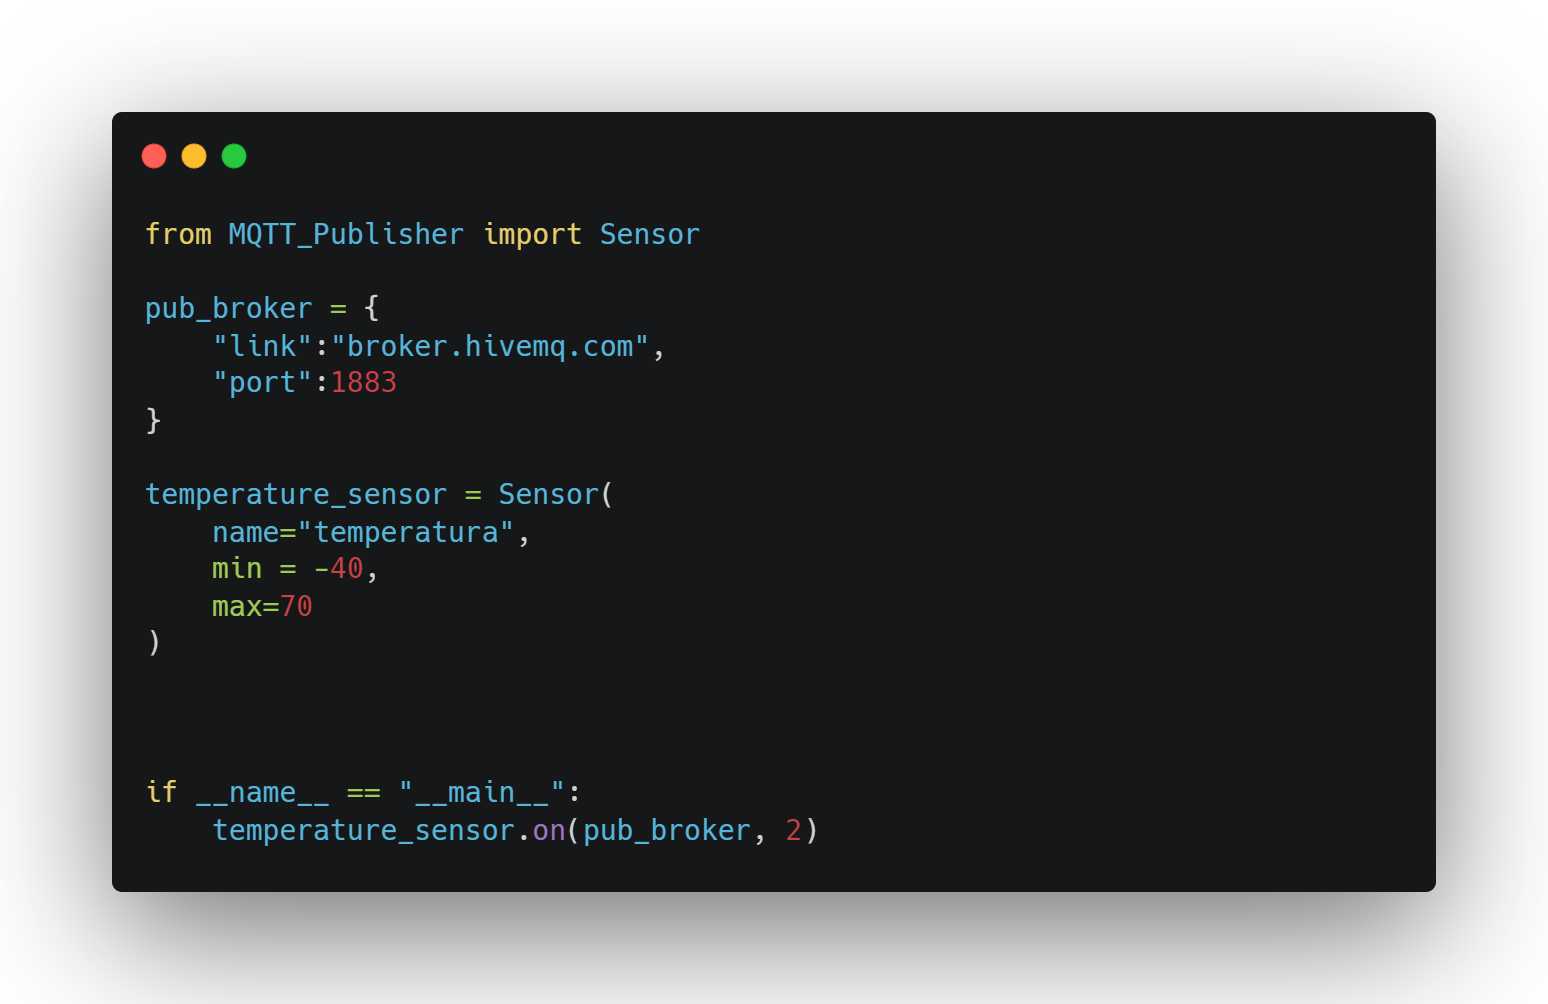 from MQTT_Publisher import Sensor
pub_broker = {
    "link":"broker.hivemq.com",
    "port":1883
}
temperature_sensor = Sensor(
    name="temperatura",
    min = -40,
    max=70
)
if __name__ == "__main__":
    temperature_sensor.on(pub_broker, 2)